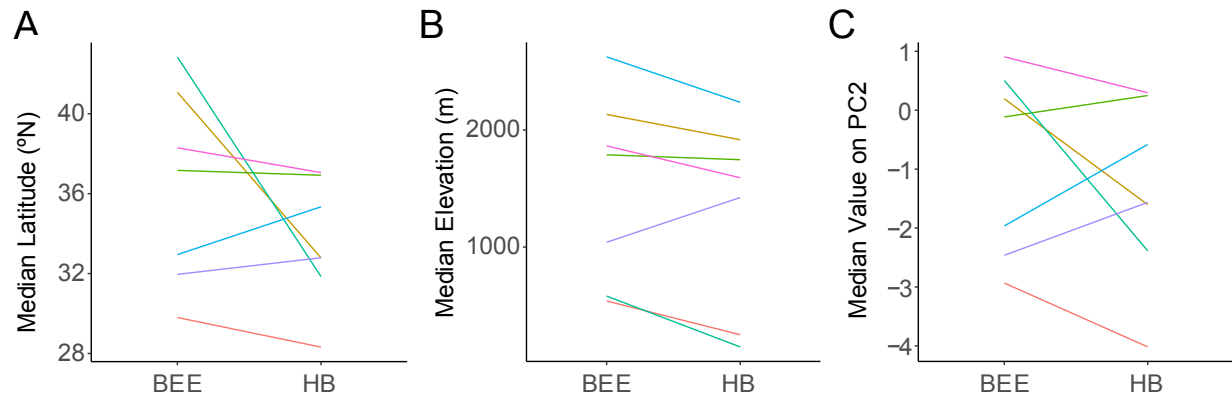 A
Median Latitude (ºN)
40
36
32
28
BEE HB
B
Median Elevation (m)
2000
1000
BEE HB
C
Median Value on PC2
1
0
−1
−2
−3
−4
BEE HB